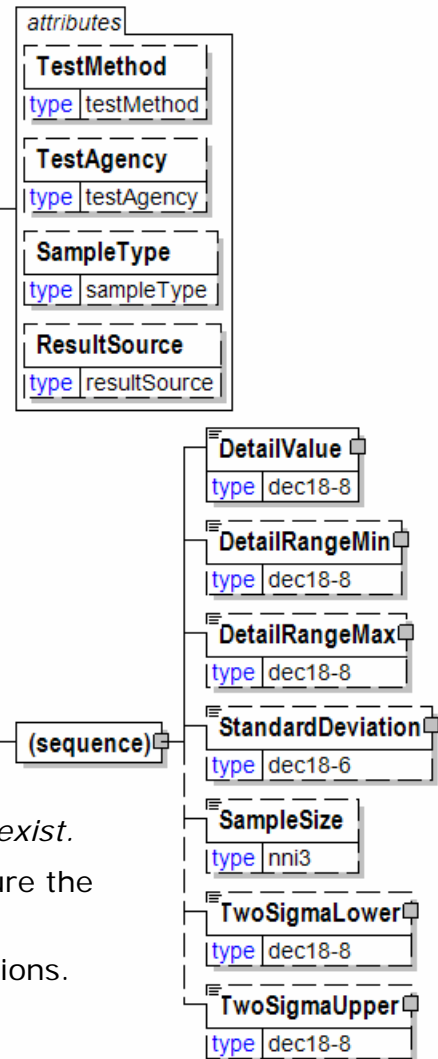 attributes
TestMethod
type testMethod
TestAgency
type testAgency
SampleType
type sampleType
ResultSource
type resultSource
DetailValue
type dec18-8
DetailRangeMin
type dec18-8
DetailRangeMax
type dec18-8
(sequence)
StandardDeviation
type dec18-6
SampleSize
type nni3
TwoSigmaLower
type dec18-8
TwoSigmaUpper
type dec18-8
exist.
ure the
ions.